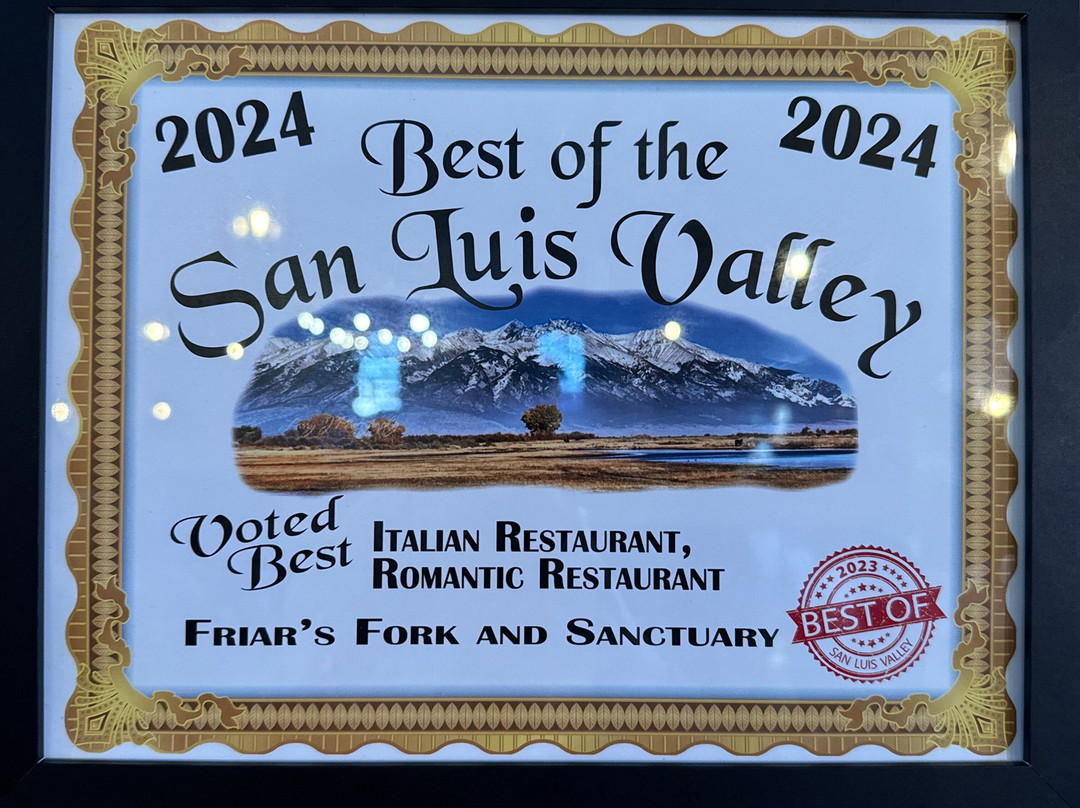 2024
2024
Best of the
San Luis Valley
Voted
Best
Italian Restaurant,
Romantic Restaurant
Friar's Fork and Sanctuary
2023
BEST OF
SAN LUIS VALLEY